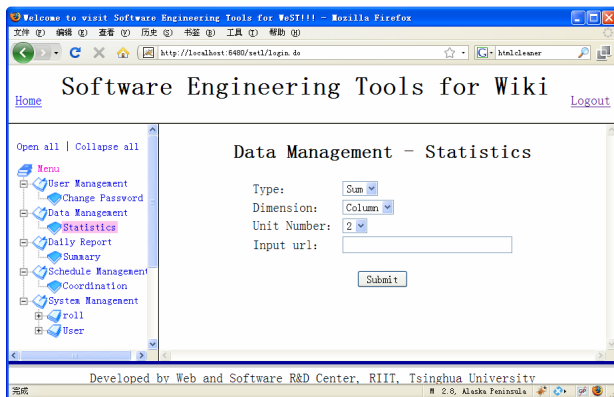 Welcome to visit Software Engineering Tools for WeST!!! - Mozilla Firefox
文件(F) 编辑(E) 查看(V) 历史(S) 书签(B) 工具(T) 帮助(H)
http://localhost:6480/setl/login.do
htmlcleaner
Software Engineering Tools for Wiki
Home
Logout
Open all | Collapse all
Menu
User Management
Change Password
Data Management
Statistics
Daily Report
Summary
Schedule Management
Coordination
System Management
roll
User
Data Management - Statistics
Type: Sum
Dimension: Column
Unit Number: 2
Input url:
Submit
Developed by Web and Software R&D Center, RIIT, Tsinghua University
完成
2.8, Alaska Peninsula